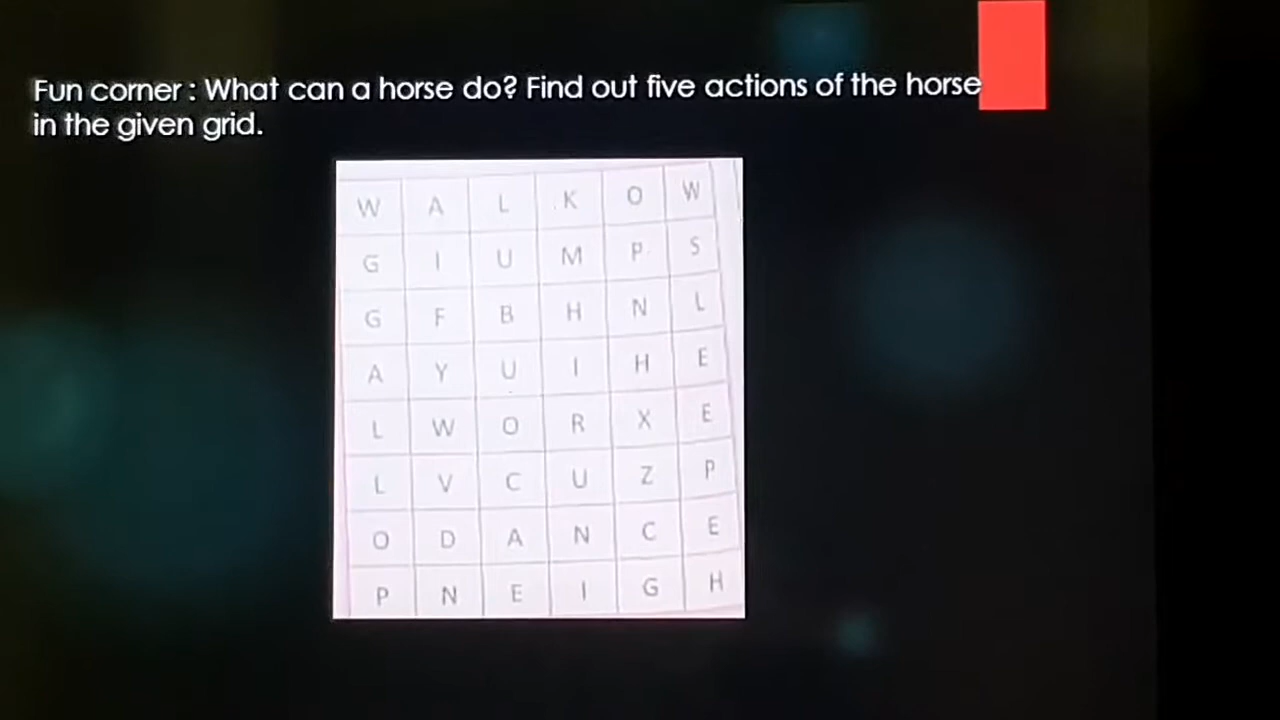 Fun corner : What can a horse do? Find out five actions of the horse
in the given grid.
W A L K O W
G I U M P S
G F B H N L
A Y U I H E
L W O R X E
L V C U Z P
O D A N C E
P N E I G H